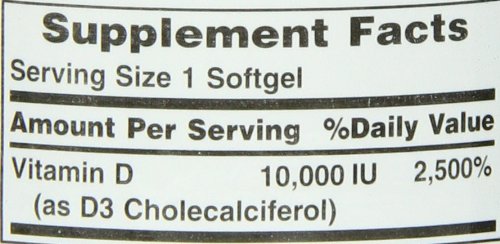 Supplement Facts
Serving Size 1 Softgel
Amount Per Serving %Daily Value
Vitamin D 10,000 IU 2,500%
(as D3 Cholecalciferol)